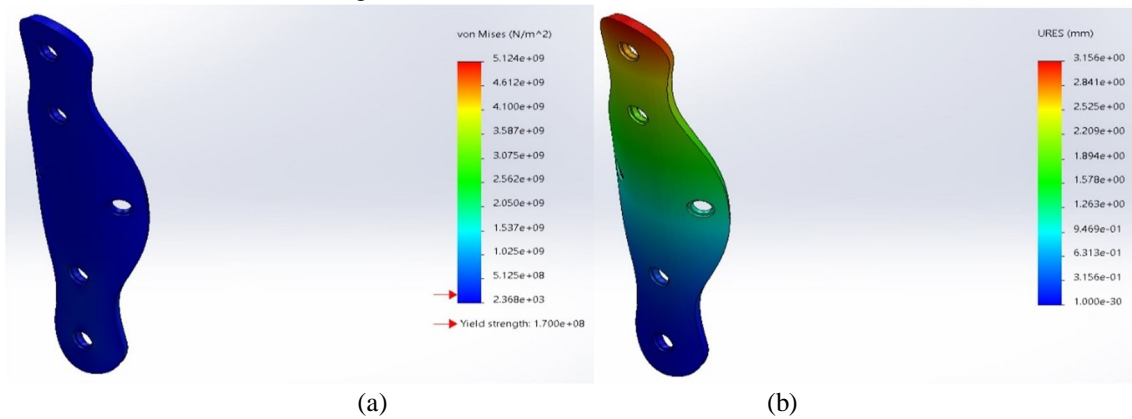 von Mises (N/m^2)
5.124e+09
4.612e+09
4.100e+09
3.587e+09
3.075e+09
2.562e+09
2.050e+09
1.537e+09
1.025e+09
5.125e+08
2.368e+03
Yield strength: 1.700e+08
URES (mm)
3.156e+00
2.841e+00
2.525e+00
2.209e+00
1.894e+00
1.578e+00
1.263e+00
9.469e-01
6.313e-01
3.156e-01
1.000e-30
(a)
(b)